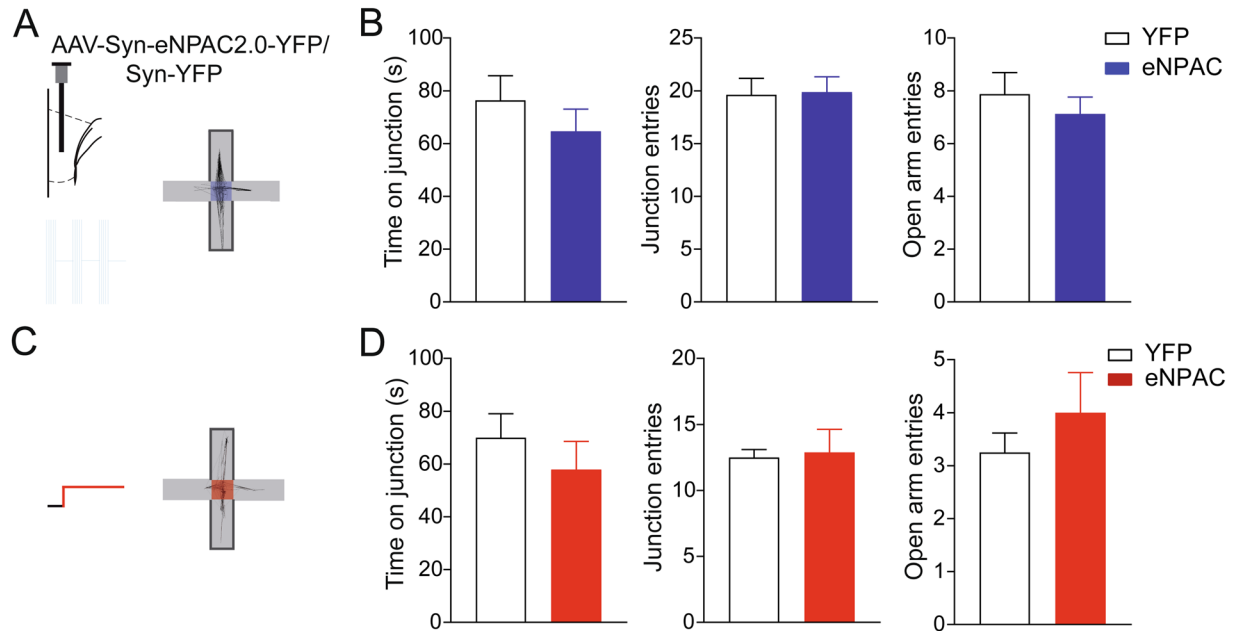 A
AAV-Syn-eNPAC2.0-YFP/
Syn-YFP
B
Time on junction (s)
100
80
60
40
20
0
Junction entries
25
20
15
10
5
0
Open arm entries
8
6
4
2
0
YFP
eNPAC
C
D
Time on junction (s)
100
80
60
40
20
0
Junction entries
20
15
10
5
0
Open arm entries
5
4
3
2
1
0
YFP
eNPAC